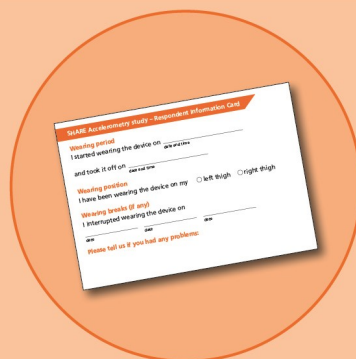 SHARE Accelerometry study – Respondent Information Card
Wearing period
I started wearing the device on
date and time
and took it off on
date and time
Wearing position
I have been wearing the device on my left thigh right thigh
Wearing breaks (if any)
I interrupted wearing the device on
date date date
Please tell us if you had any problems: